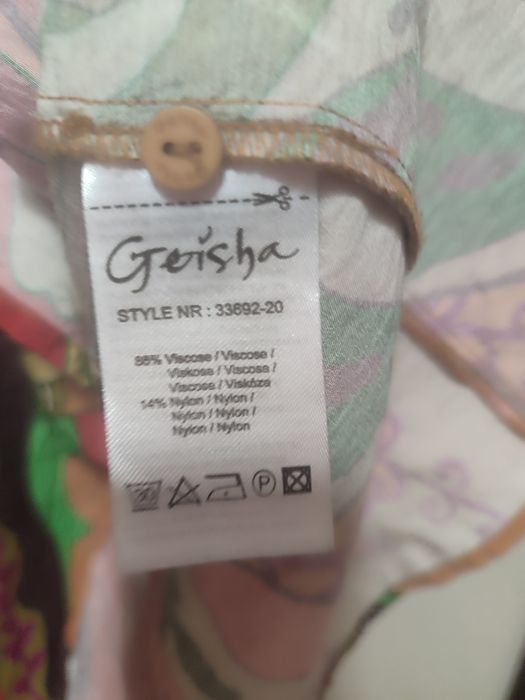 Geisha
STYLE NR : 33692-20
86% Viscose / Viscose /
Viskose / Viscosa /
Viscosa / Viskóza
14% Nylon / Nylon /
Nylon / Nylon /
Nylon / Nylon
P